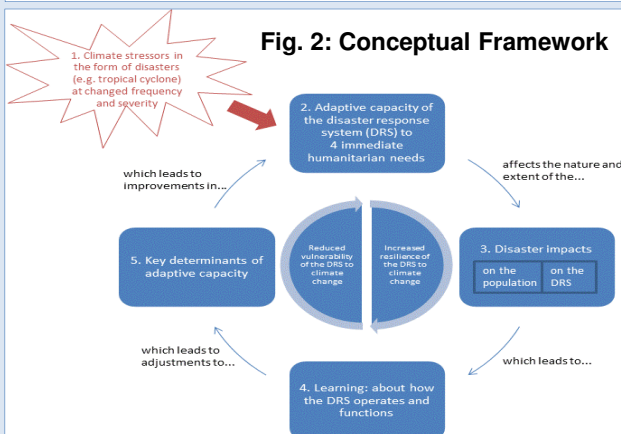 Fig. 2: Conceptual Framework
1. Climate stressors in
the form of disasters
(e.g. tropical cyclone)
at changed frequency
and severity
2. Adaptive capacity of
the disaster response
system (DRS) to
4 immediate
humanitarian needs
affects the nature and
extent of the...
3. Disaster impacts
on the
population
on the
DRS
which leads to...
4. Learning: about how
the DRS operates and
functions
which leads to
adjustments to...
5. Key determinants of
adaptive capacity
which leads to
improvements in...
Reduced
vulnerability
of the DRS to
climate
change
Increased
resilience of
the DRS to
climate
change